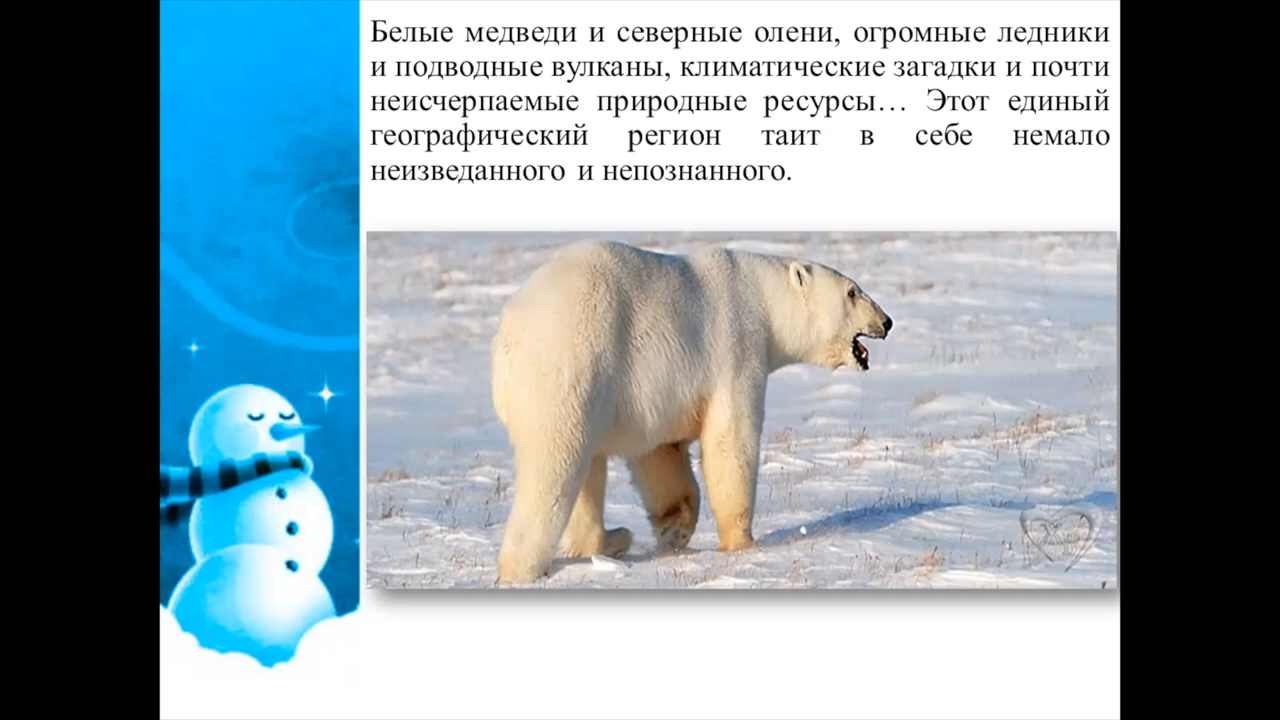 Белые медведи и северные олени, огромные ледники
и подводные вулканы, климатические загадки и почти
неисчерпаемые природные ресурсы… Этот единый
географический регион таит в себе немало
неизведанного и непознанного.